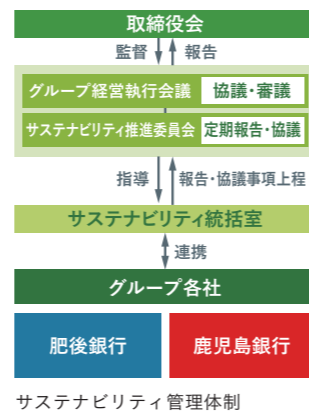 取締役会
監督 報告
グループ経営執行会議 協議・審議
サステナビリティ推進委員会 定期報告・協議
指導 報告・協議事項上程
サステナビリティ統括室
連携
グループ各社
肥後銀行 鹿児島銀行
サステナビリティ管理体制